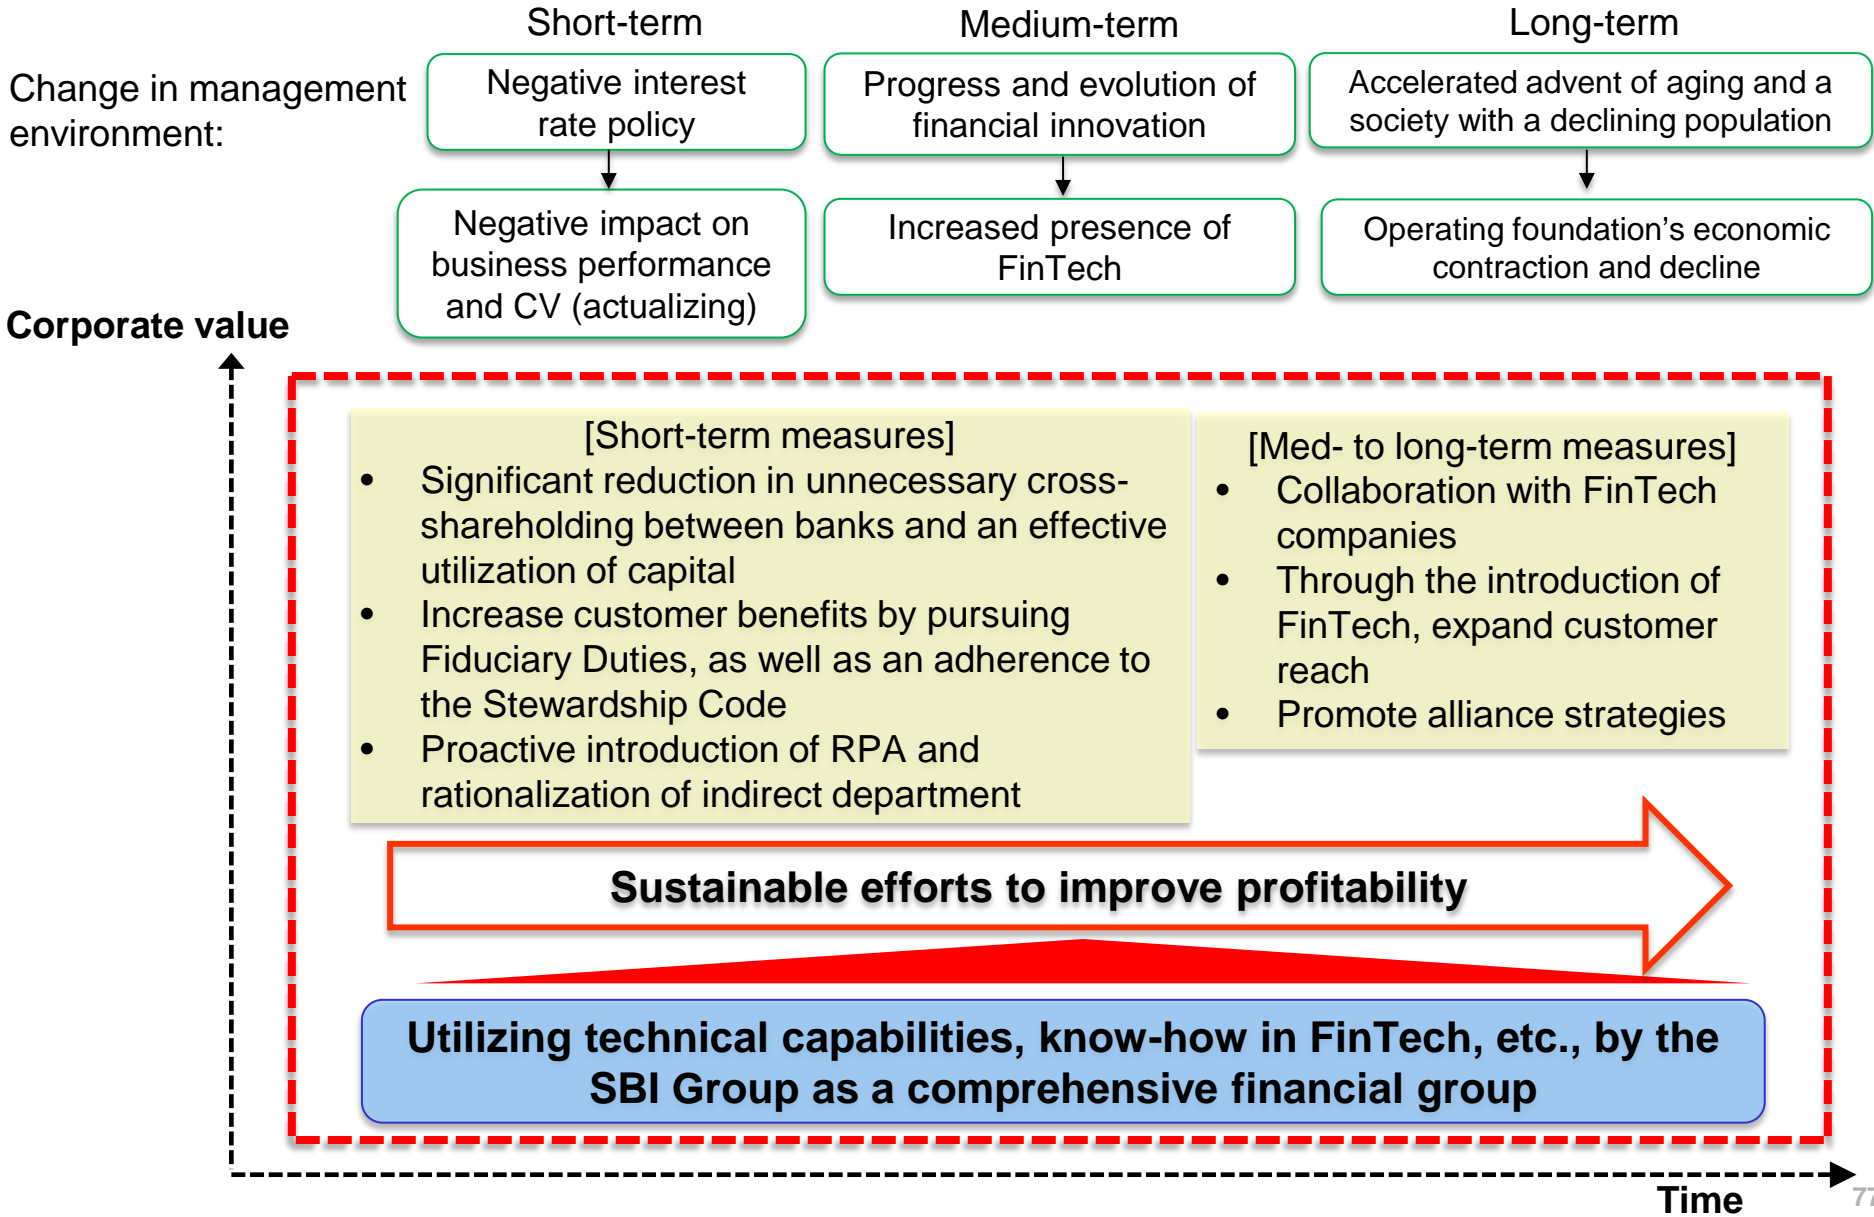 Short-term
Medium-term
Long-term
Change in management
environment:
Negative interest
rate policy
Progress and evolution of
financial innovation
Accelerated advent of aging and a
society with a declining population
Negative impact on
business performance
and CV (actualizing)
Increased presence of
FinTech
Operating foundation's economic
contraction and decline
Corporate value
[Short-term measures]
• Significant reduction in unnecessary cross-
shareholding between banks and an effective
utilization of capital
• Increase customer benefits by pursuing
Fiduciary Duties, as well as an adherence to
the Stewardship Code
• Proactive introduction of RPA and
rationalization of indirect department
[Med- to long-term measures]
• Collaboration with FinTech
companies
• Through the introduction of
FinTech, expand customer
reach
• Promote alliance strategies
Sustainable efforts to improve profitability
Utilizing technical capabilities, know-how in FinTech, etc., by the
SBI Group as a comprehensive financial group
Time
77